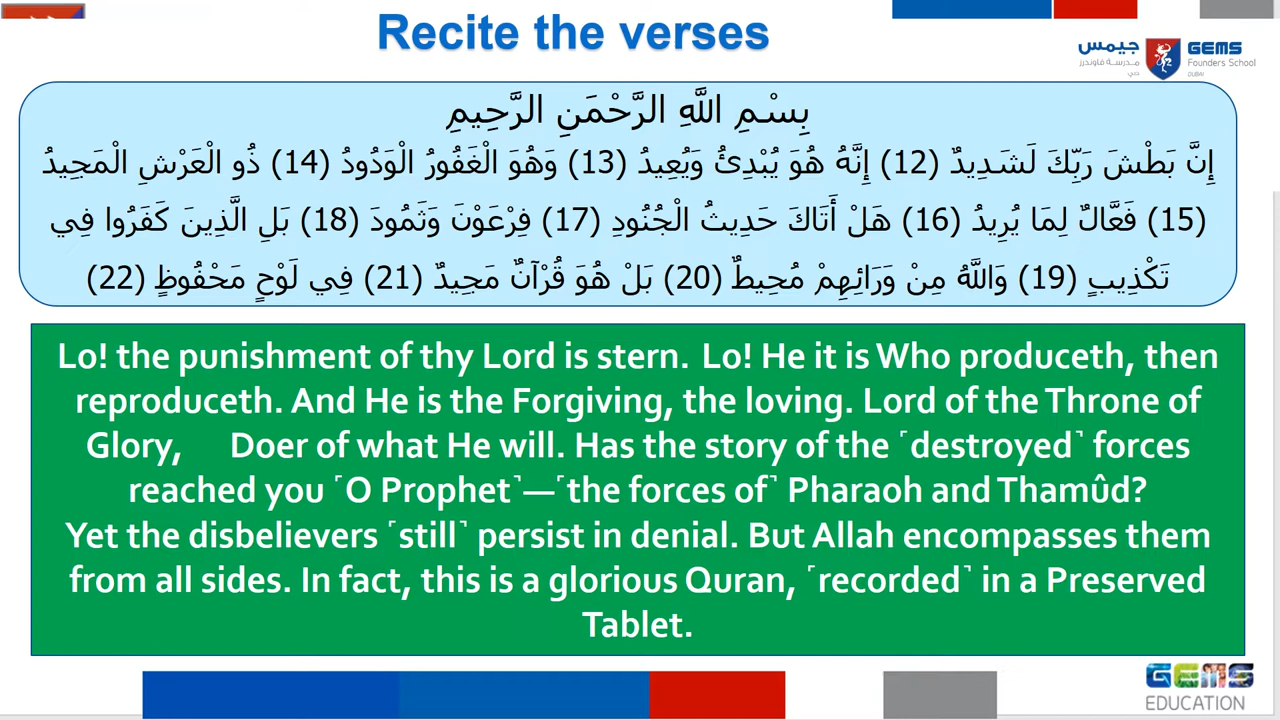 Recite the verses
جيمس
مدرسة فاوندرز
دبي
GEMS
Founders School
DUBAI
بِسْمِ اللَّهِ الرَّحْمَنِ الرَّحِيمِ
إِنَّ بَطْشَ رَبِّكَ لَشَدِيدٌ (12) إِنَّهُ هُوَ يُبْدِئُ وَيُعِيدُ (13) وَهُوَ الْغَفُورُ الْوَدُودُ (14) ذُو الْعَرْشِ الْمَجِيدُ
(15) فَعَّالٌ لِمَا يُرِيدُ (16) هَلْ أَتَاكَ حَدِيثُ الْجُنُودِ (17) فِرْعَوْنَ وَثَمُودَ (18) بَلِ الَّذِينَ كَفَرُوا فِي
تَكْذِيبٍ (19) وَاللَّهُ مِنْ وَرَائِهِمْ مُحِيطٌ (20) بَلْ هُوَ قُرْآنٌ مَجِيدٌ (21) فِي لَوْحٍ مَحْفُوظٍ (22)
Lo! the punishment of thy Lord is stern. Lo! He it is Who produceth, then
reproduceth. And He is the Forgiving, the loving. Lord of the Throne of
Glory, Doer of what He will. Has the story of the ˹destroyed˺ forces
reached you ˹O Prophet˺—˹the forces of˺ Pharaoh and Thamûd?
Yet the disbelievers ˹still˺ persist in denial. But Allah encompasses them
from all sides. In fact, this is a glorious Quran, ˹recorded˺ in a Preserved
Tablet.
GEMS
EDUCATION